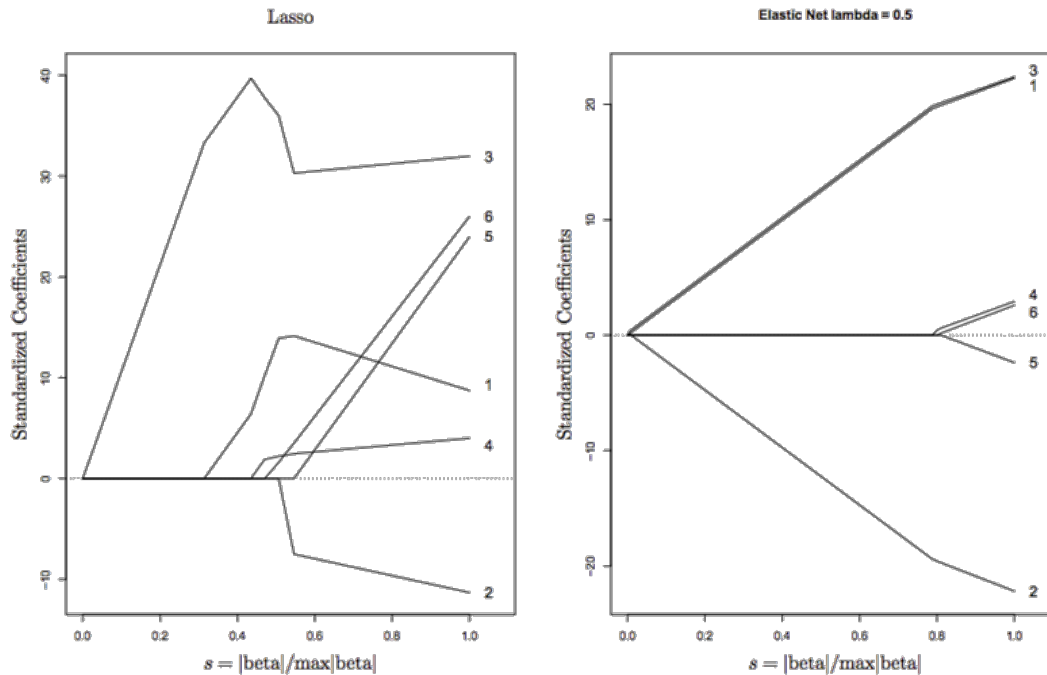 Lasso
Standardized Coefficients
40
30
20
10
0
−10
3
6
5
1
4
2
0.0 0.2 0.4 0.6 0.8 1.0
s = |beta|/max|beta|
Elastic Net lambda = 0.5
Standardized Coefficients
20
10
0
−10
−20
3
1
4
6
5
2
0.0 0.2 0.4 0.6 0.8 1.0
s = |beta|/max|beta|